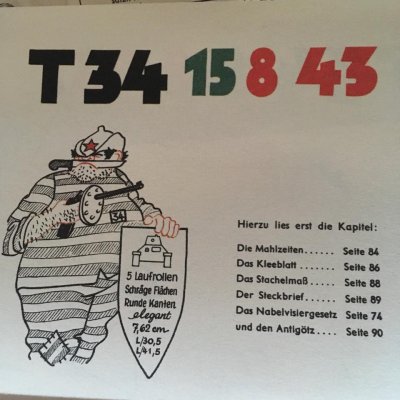 T 34 15 8 43
34
5 Laufrollen
Schräge Flächen
Runde Kanten.
elegant
7,62 cm
L/30,5
L/41,5
Hierzu lies erst die Kapitel:
Die Mahlzeiten...... Seite 84
Das Kleeblatt ...... Seite 86
Das Stachelmaß ..... Seite 88
Der Steckbrief...... Seite 89
Das Nabelvisiergesetz Seite 74
und den Antigötz.... Seite 90